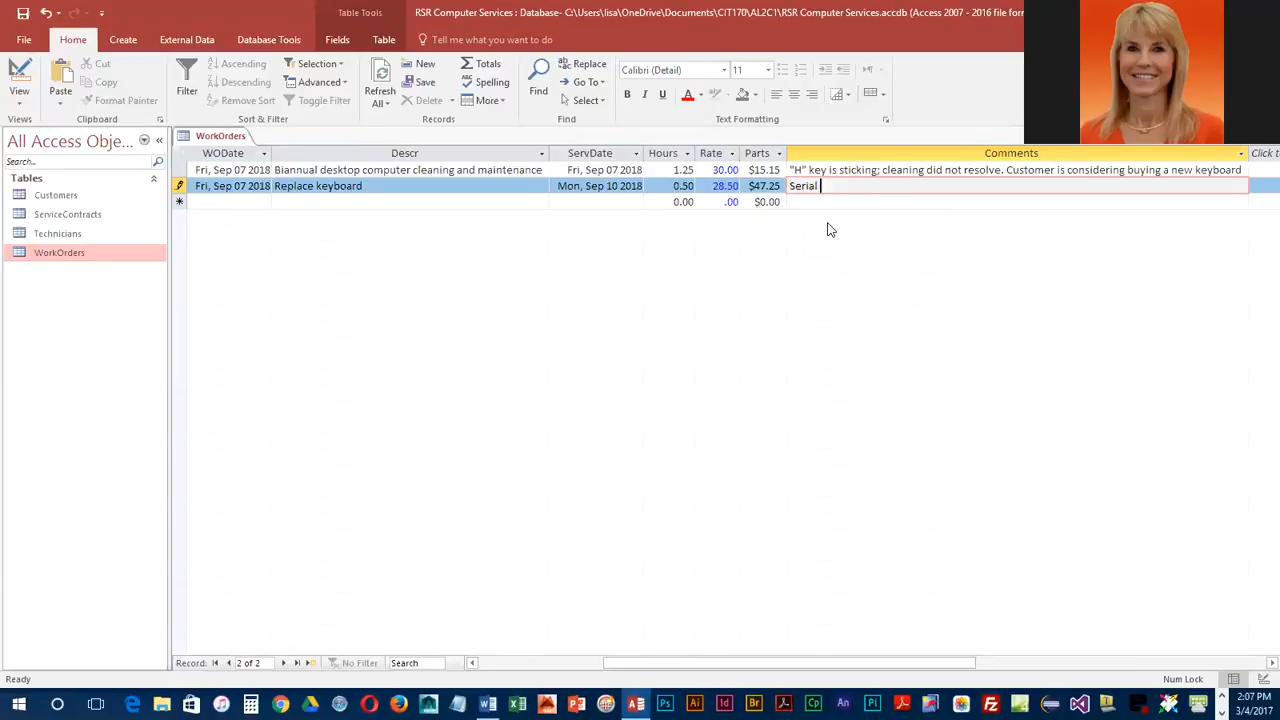 Table Tools
RSR Computer Services : Database- C:\Users\lisa\OneDrive\Documents\CIT170\AL2C1\RSR Computer Services.accdb (Access 2007 - 2016 file form
File Home Create External Data Database Tools Fields Table Tell me what you want to do
View
Views
Paste
Cut
Copy
Format Painter
Clipboard
Filter
Ascending
Descending
Remove Sort
Selection
Advanced
Toggle Filter
Sort & Filter
Refresh All
New
Save
Delete
Totals
Spelling
More
Records
Find
Replace
Go To
Select
Find
Calibri (Detail) 11
B I U A
Text Formatting
All Access Obje...
Search...
Tables
Customers
ServiceContracts
Technicians
WorkOrders
WorkOrders
WODate Descr ServDate Hours Rate Parts Comments Click t
Fri, Sep 07 2018 Biannual desktop computer cleaning and maintenance Fri, Sep 07 2018 1.25 30.00 $15.15 "H" key is sticking; cleaning did not resolve. Customer is considering buying a new keyboard
Fri, Sep 07 2018 Replace keyboard Mon, Sep 10 2018 0.50 28.50 $47.25 Serial
0.00 .00 $0.00
Record: 2 of 2 No Filter Search
Ready Num Lock
2:07 PM
3/4/2017